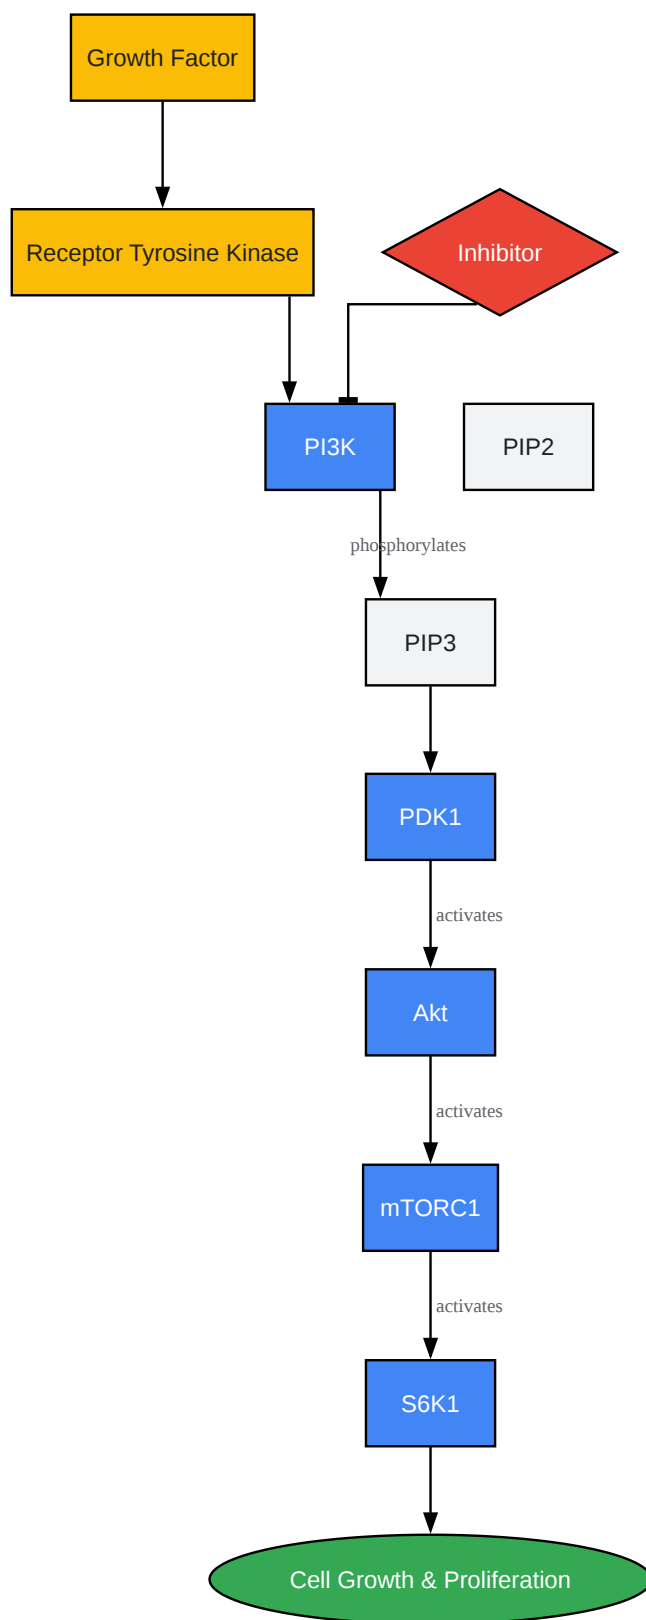 Growth Factor
Receptor Tyrosine Kinase
Inhibitor
PI3K
PIP2
phosphorylates
PIP3
PDK1
activates
Akt
activates
mTORC1
activates
S6K1
Cell Growth & Proliferation